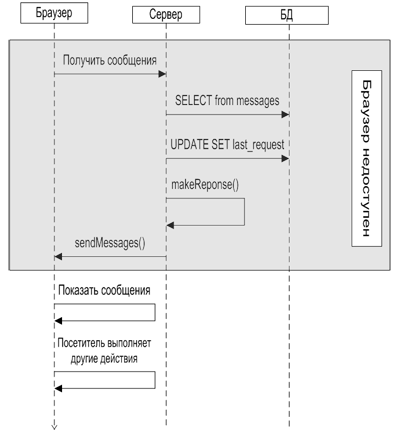 Браузер
Сервер
БД
Получить сообщения
SELECT from messages
UPDATE SET last_request
makeReponse()
sendMessages()
Браузер недоступен
Показать сообщения
Посетитель выполняет
другие действия